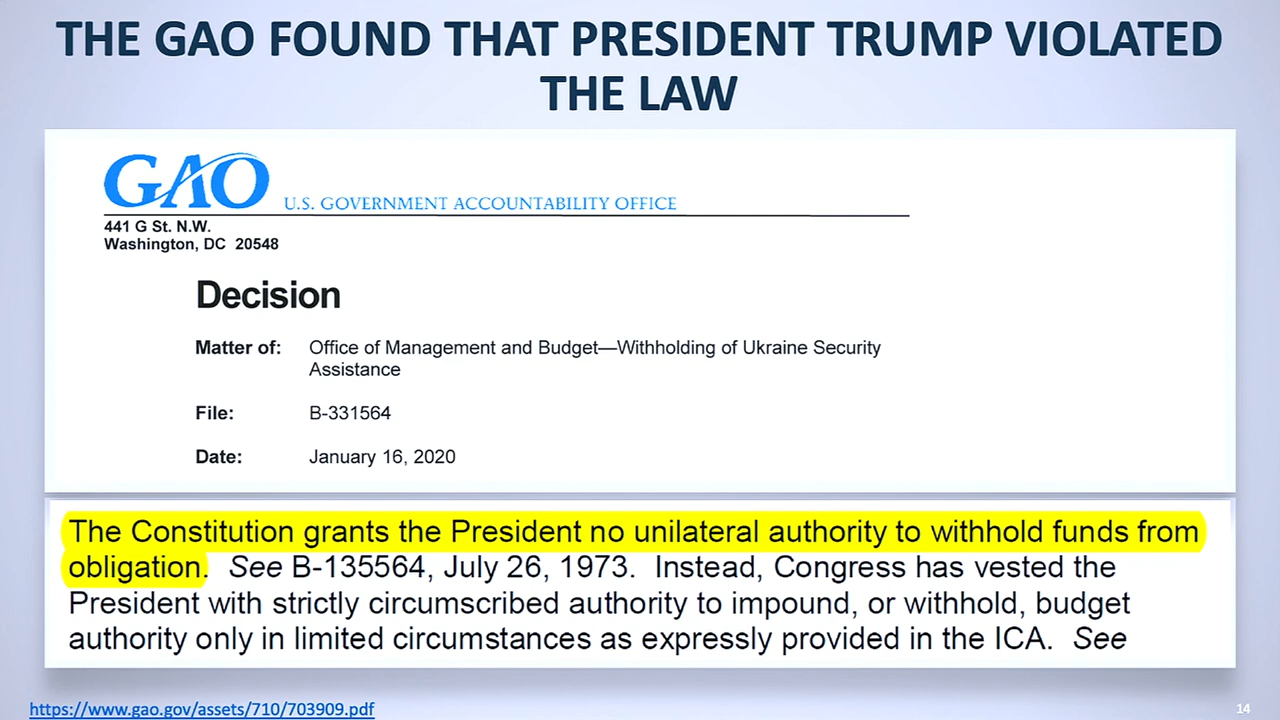 THE GAO FOUND THAT PRESIDENT TRUMP VIOLATED
THE LAW
GAO
U.S. GOVERNMENT ACCOUNTABILITY OFFICE
441 G St. N.W.
Washington, DC 20548
Decision
Matter of: Office of Management and Budget—Withholding of Ukraine Security
Assistance
File: B-331564
Date: January 16, 2020
The Constitution grants the President no unilateral authority to withhold funds from
obligation. See B-135564, July 26, 1973. Instead, Congress has vested the
President with strictly circumscribed authority to impound, or withhold, budget
authority only in limited circumstances as expressly provided in the ICA. See
https://www.gao.gov/assets/710/703909.pdf
14